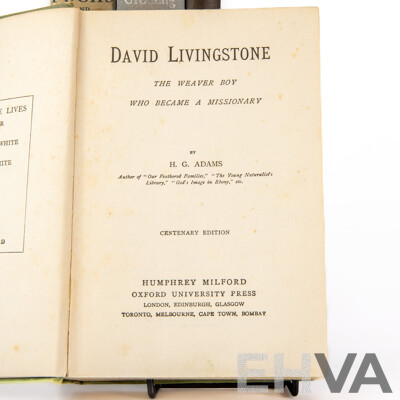 LIVES
WHITE
DAVID LIVINGSTONE
THE WEAVER BOY
WHO BECAME A MISSIONARY
BY
H. G. ADAMS
Author of "Our Feathered Families," "The Young Naturalist's
Library," "God's Image in Ebony," etc.
CENTENARY EDITION
HUMPHREY MILFORD
OXFORD UNIVERSITY PRESS
LONDON, EDINBURGH, GLASGOW
TORONTO, MELBOURNE, CAPE TOWN, BOMBAY
EHVA